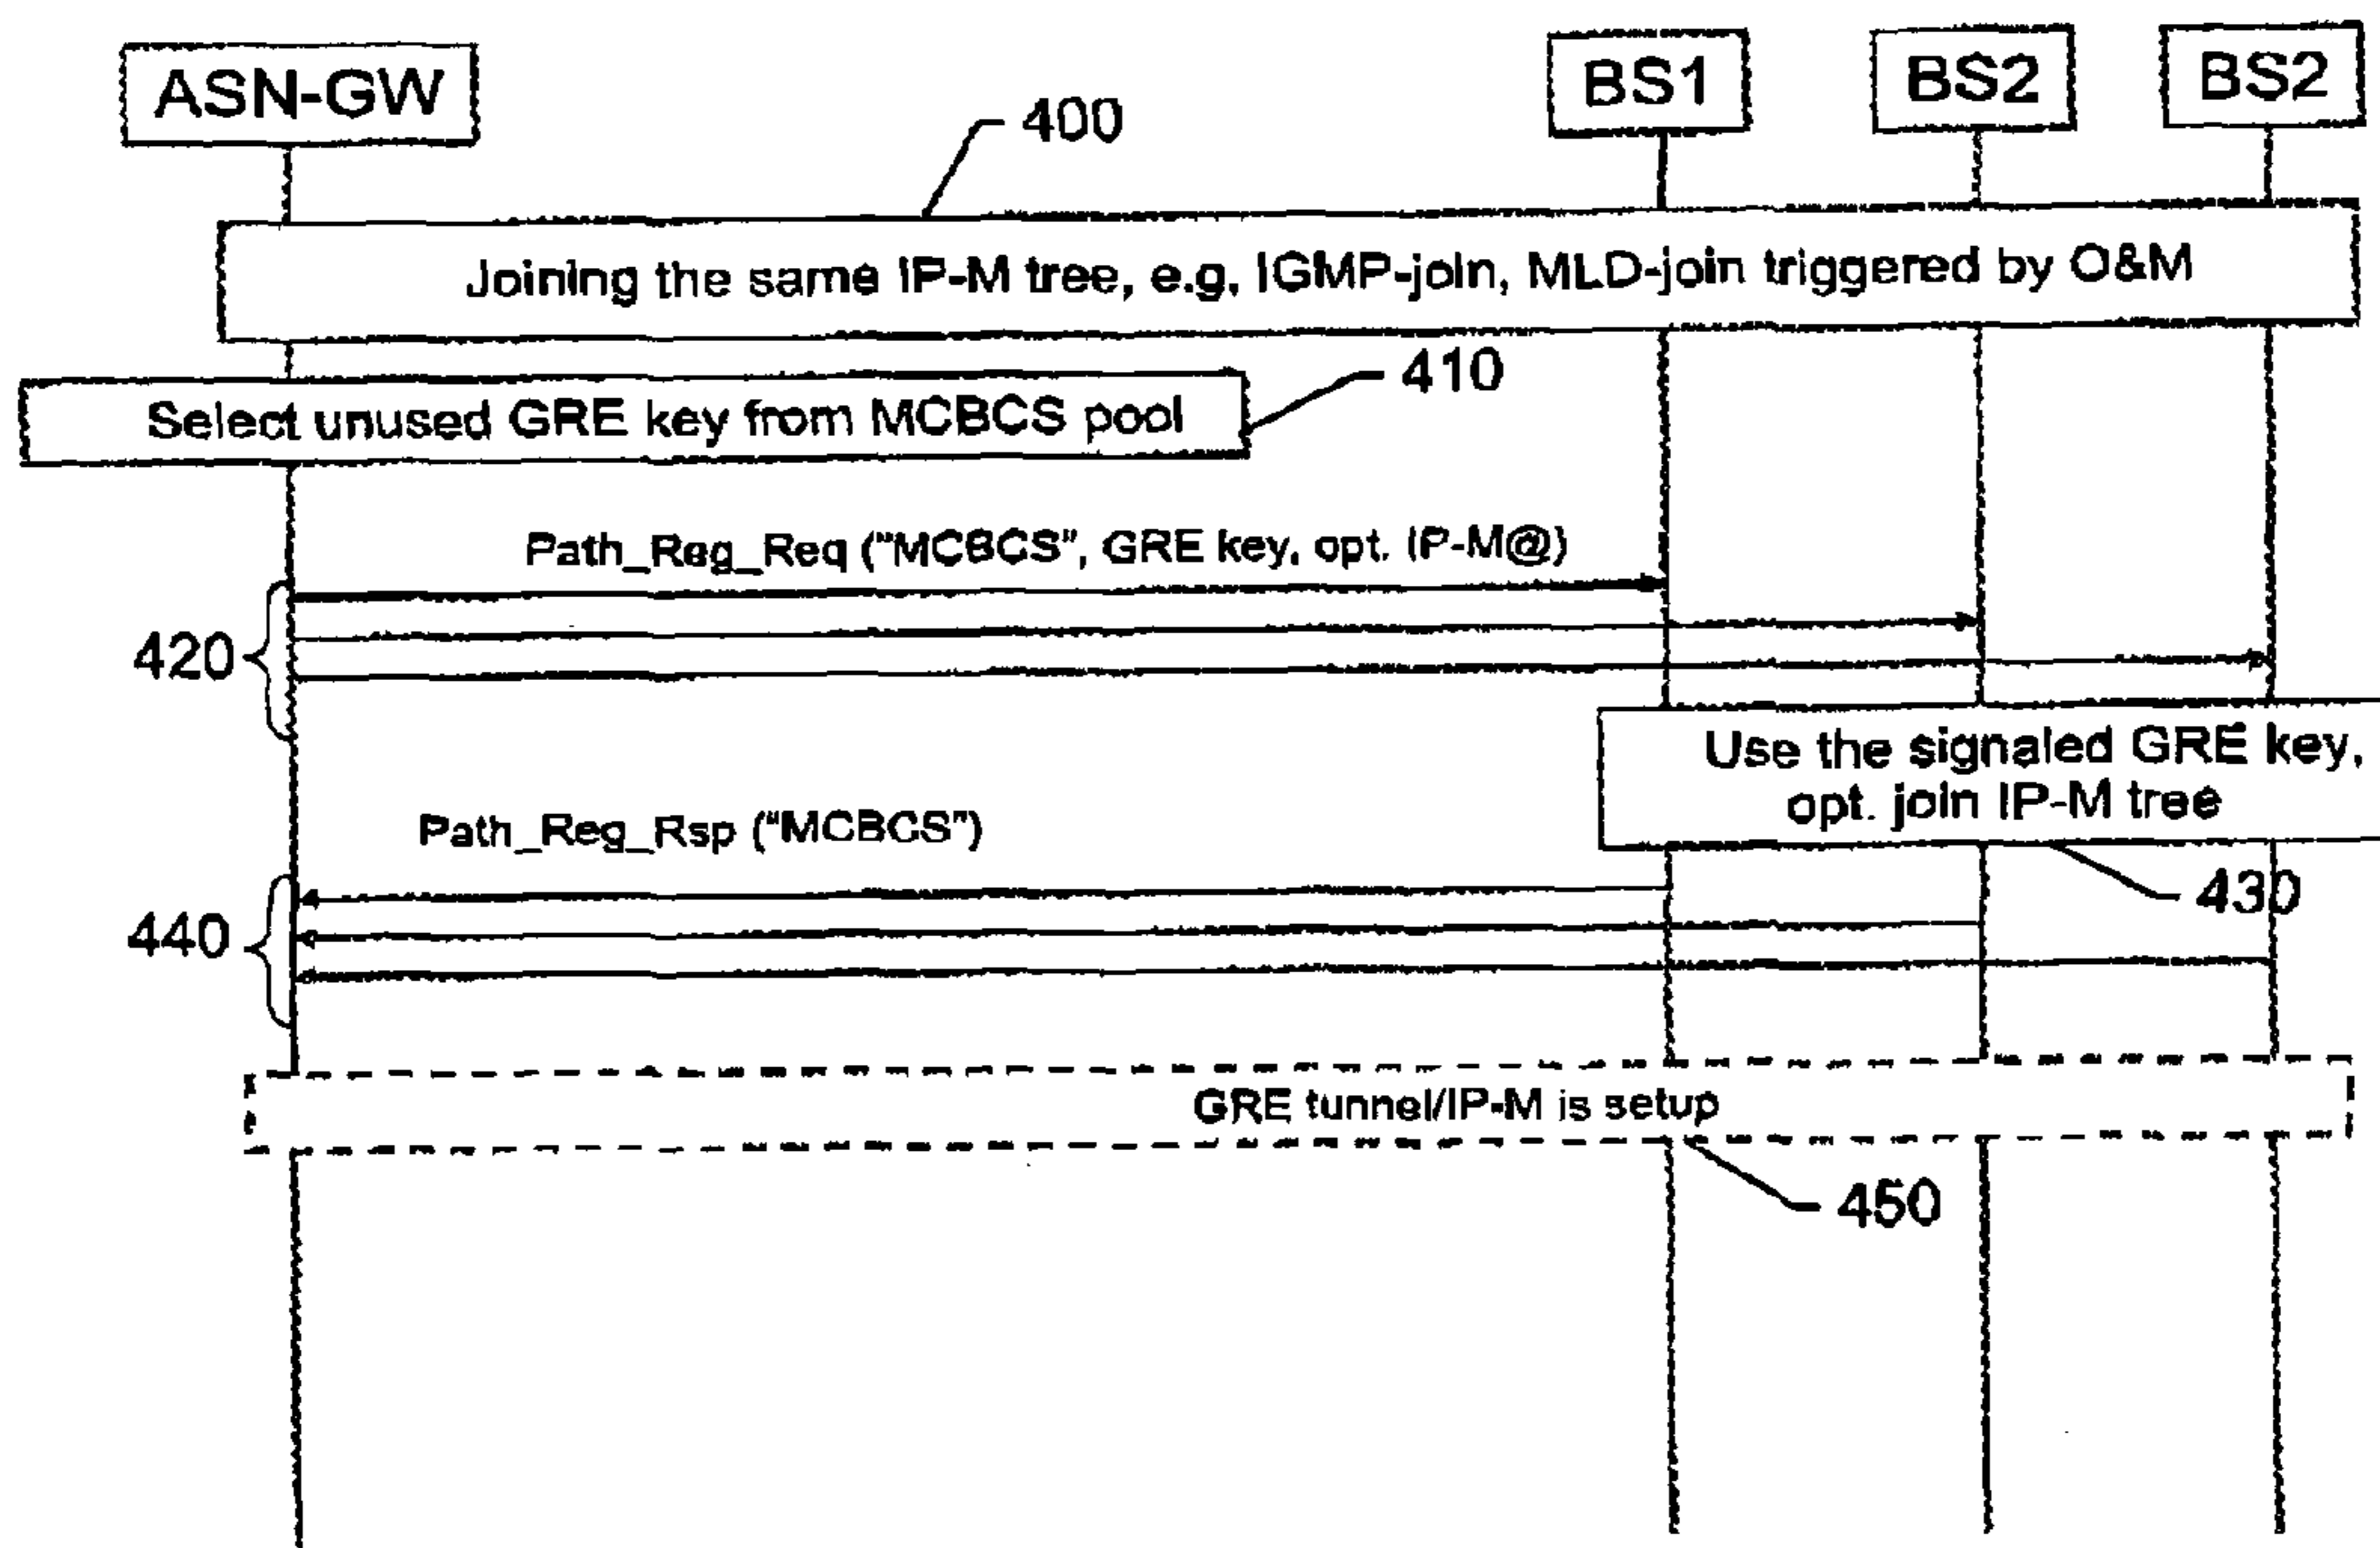 ASN-GW
BS1
BS2
BS2
400
Joining the same IP-M tree, e.g, IGMP-join, MLD-join triggered by O&M
410
Select unused GRE key from MCBCS pool
Path_Reg_Req ("MCBCS", GRE key, opt. IP-M@)
420
Use the signaled GRE key,
opt. join IP-M tree
Path_Reg_Rsp ("MCBCS")
430
440
GRE tunnel/IP-M is setup
450